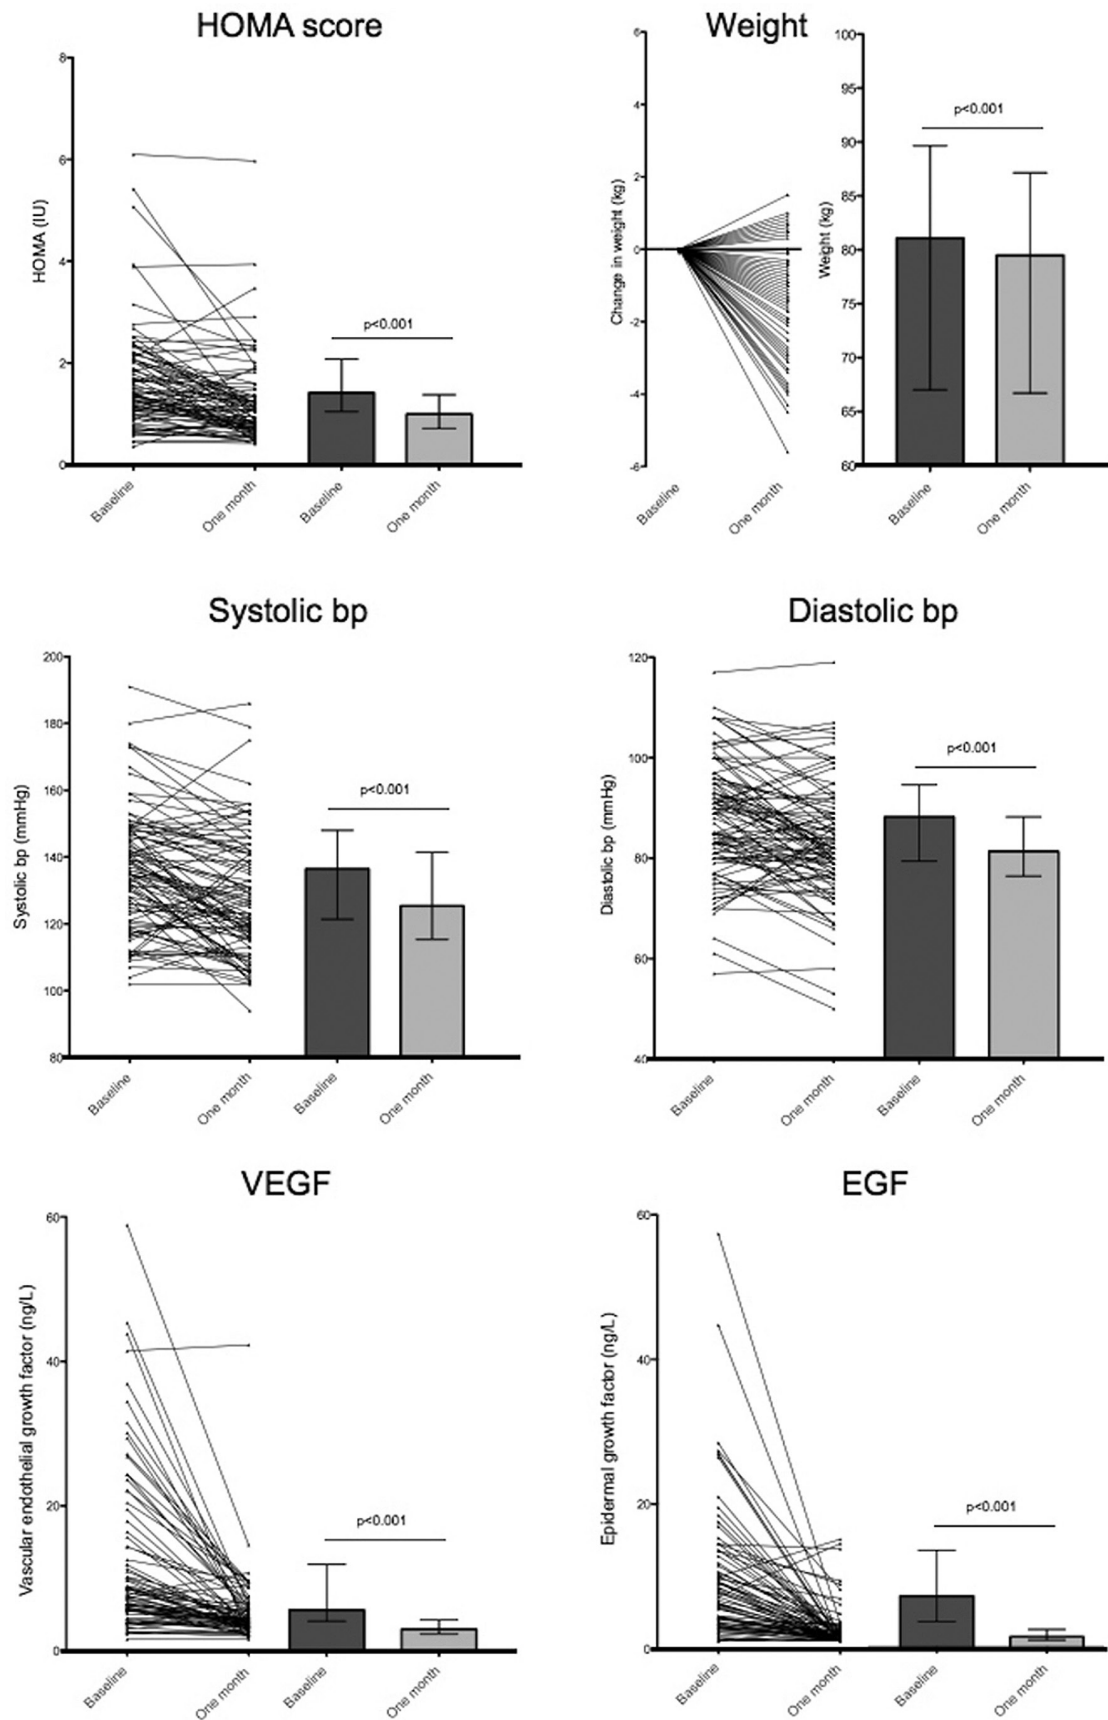 HOMA score
8
6
4
2
0
HOMA (IU)
p<0.001
Baseline
One month
Baseline
One month
Weight
6
4
2
0
-2
-4
-6
Change in weight (kg)
Baseline
One month
100
95
90
85
80
75
70
65
60
Weight (kg)
p<0.001
Baseline
One month
Systolic bp
200
180
160
140
120
100
80
Systolic bp (mmHg)
p<0.001
Baseline
One month
Baseline
One month
Diastolic bp
120
100
80
60
40
Diastolic bp (mmHg)
p<0.001
Baseline
One month
Baseline
One month
VEGF
60
40
20
0
Vascular endothelial growth factor (ng/L)
p<0.001
Baseline
One month
Baseline
One month
EGF
60
40
20
0
Epidermal growth factor (ng/L)
p<0.001
Baseline
One month
Baseline
One month